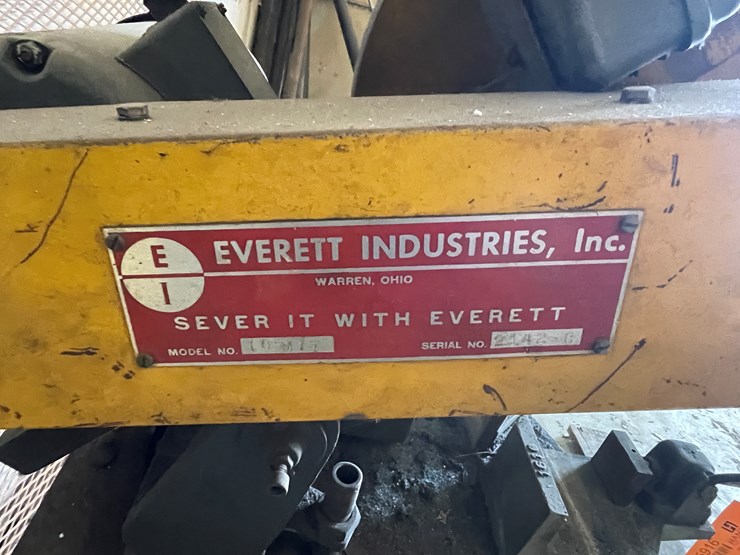 E
I
EVERETT INDUSTRIES, Inc.
WARREN, OHIO
SEVER IT WITH EVERETT
MODEL NO.
SERIAL NO.